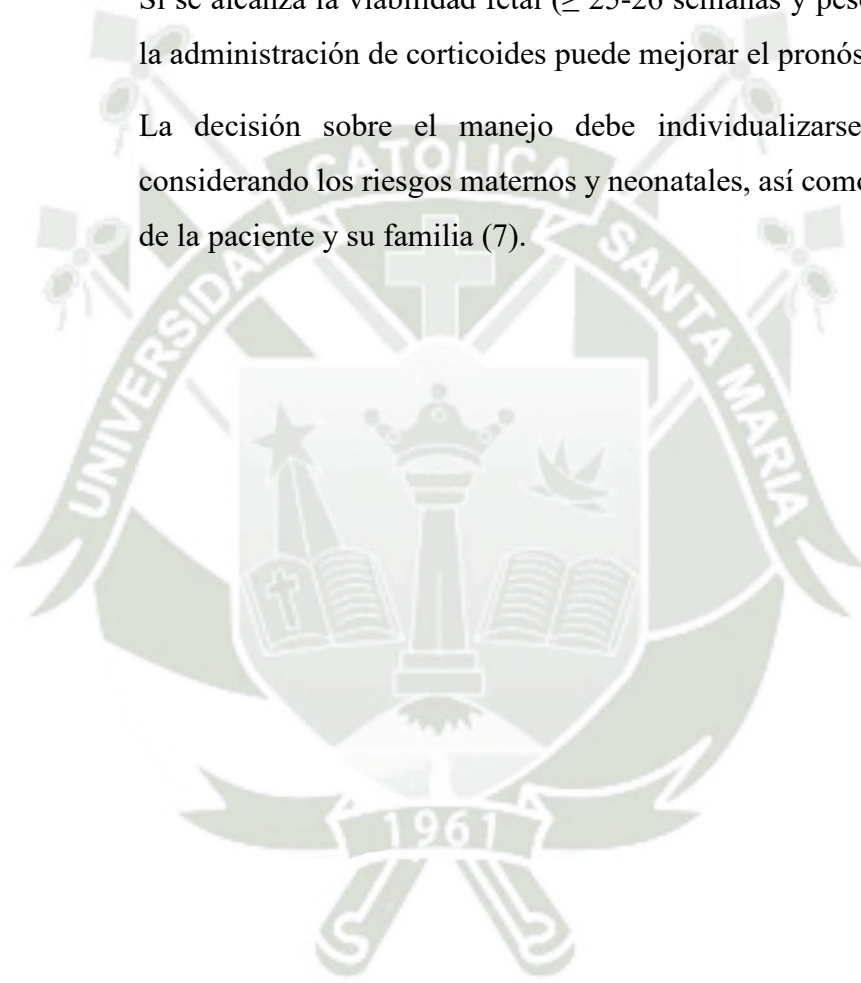 Si se alcanza la viabilidad fetal (≥ 25-26 semanas y peso
la administración de corticoides puede mejorar el pronós
La decisión sobre el manejo debe individualizarse
considerando los riesgos maternos y neonatales, así como
de la paciente y su familia (7).
UNIVERSIDAD CATOLICA SANTA MARIA
1961